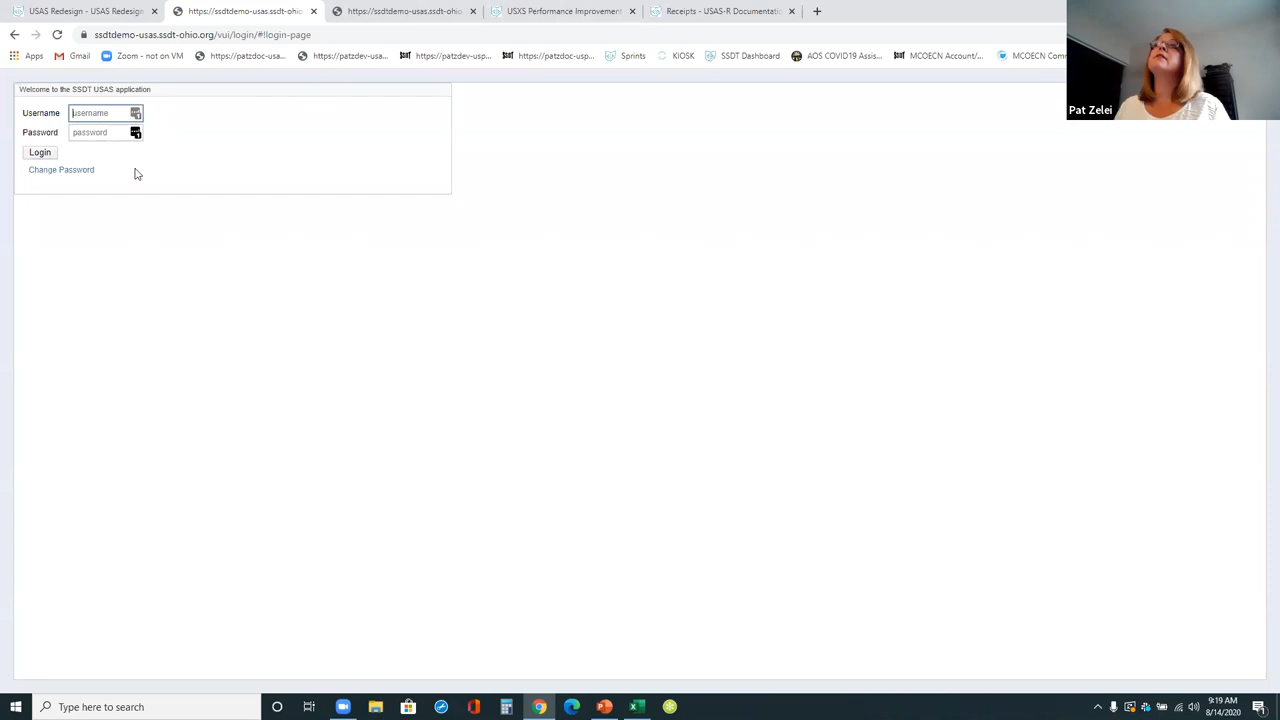 USAS Redesign - USAS Redesign
https://ssdtdemo-usas.ssdt-ohio
https://ssdtdemo-usas.ssdt-ohio
USXS Performance Improvement
Receipts - USAS-R Documentatio
ssdtdemo-usas.ssdt-ohio.org/vui/login/#!login-page
Apps
Gmail
Zoom - not on VM
https://patzdoc-usa...
https://patzdev-usa...
https://patzdev-usp...
https://patzdoc-usp...
Sprints
KIOSK
SSDT Dashboard
AOS COVID19 Assis...
MCOECN Account/...
MCOECN Com
Pat Zelei
Welcome to the SSDT USAS application
Username username
Password password
Login
Change Password
Type here to search
9:19 AM
8/14/2020